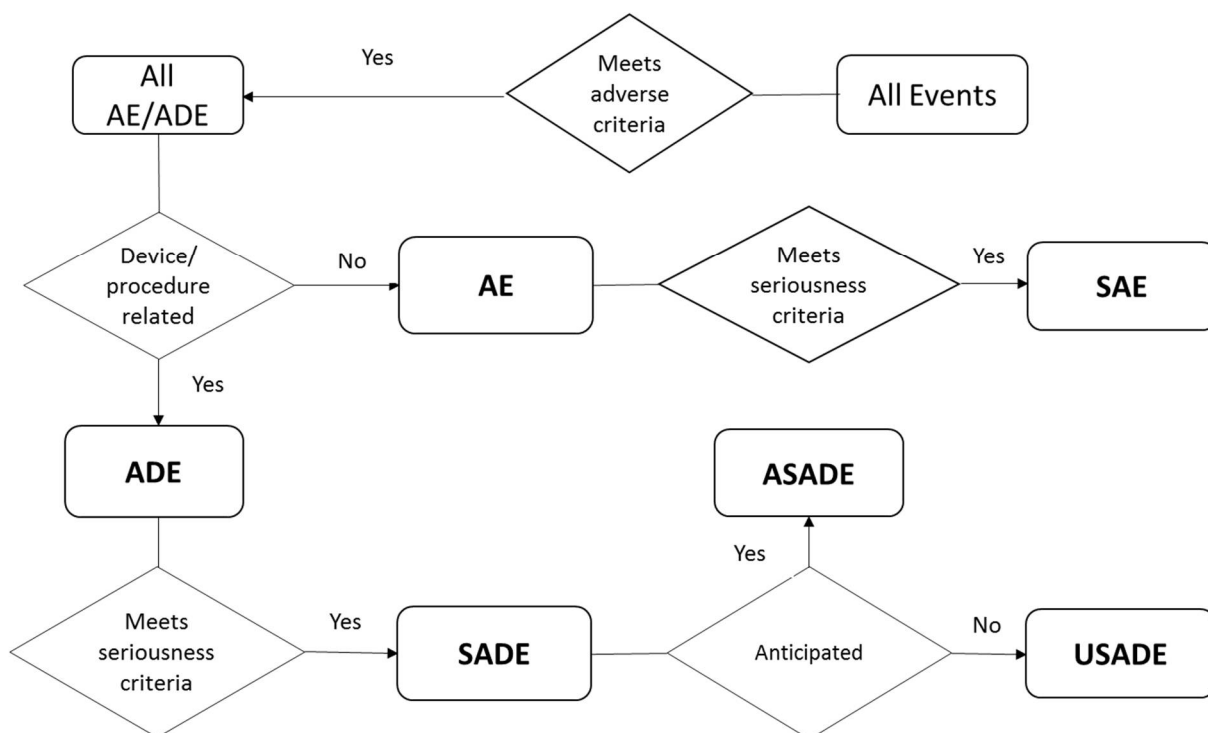 All
AE/ADE
Yes
Meets
adverse
criteria
All Events
Device/
procedure
related
No
AE
Meets
seriousness
criteria
Yes
SAE
Yes
ADE
ASADE
Yes
Meets
seriousness
criteria
Yes
SADE
Anticipated
No
USADE